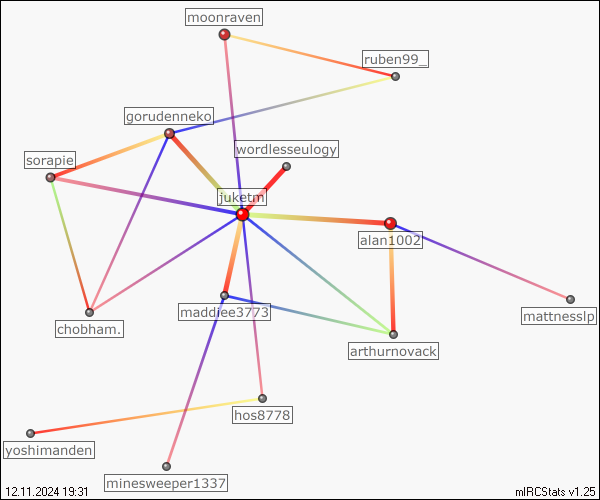 moonraven
ruben99_
gorudenneko
wordlesseulogy
sorapie
juketm
alan1002
maddiee3773
mattnesslp
chobham.
arthurnovack
hos8778
yoshimanden
minesweeper1337
12.11.2024 19:31
mIRCStats v1.25